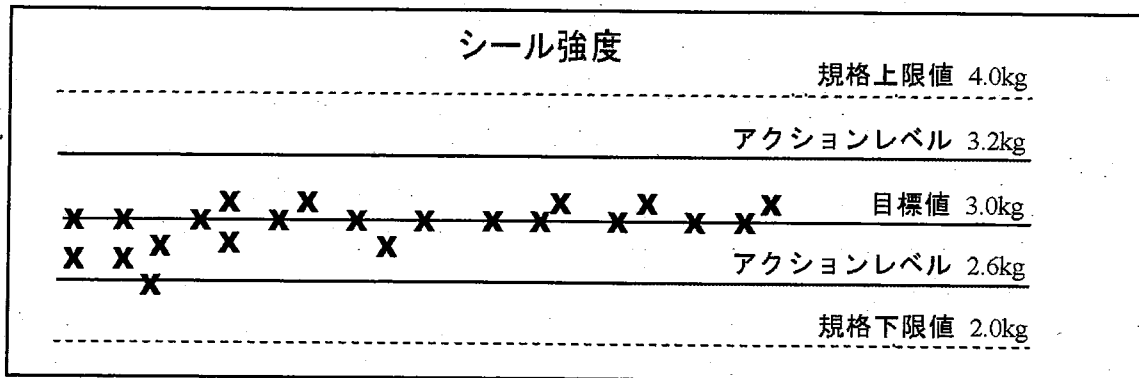 シール強度
規格上限値 4.0kg
アクションレベル 3.2kg
X X X X X X X X X X X X X X X X 目標値 3.0kg
X X X X X
アクションレベル 2.6kg
X
規格下限値 2.0kg